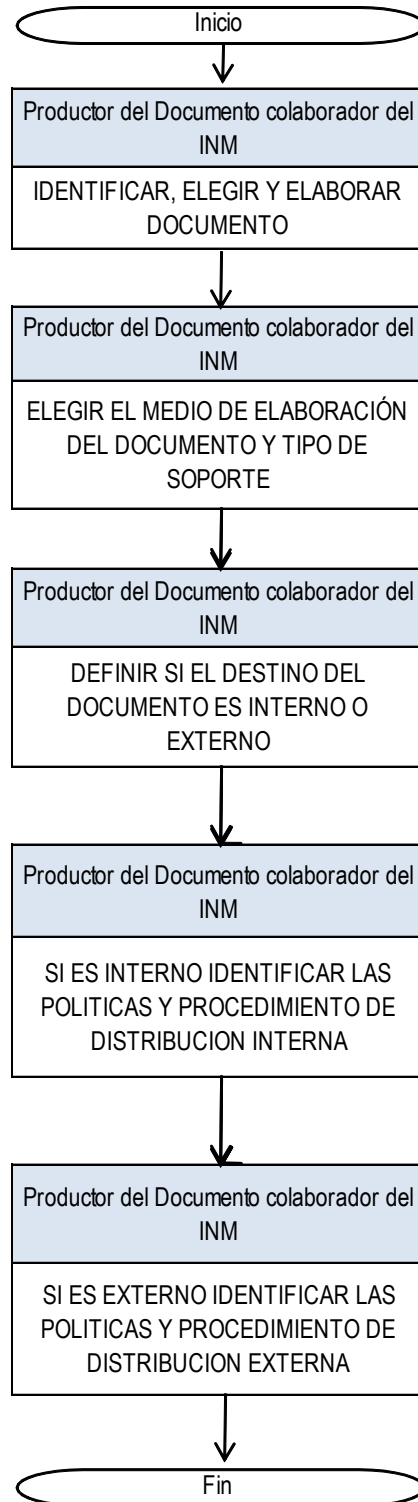 Inicio
Productor del Documento colaborador del
INM
IDENTIFICAR, ELEGIR Y ELABORAR
DOCUMENTO
Productor del Documento colaborador del
INM
ELEGIR EL MEDIO DE ELABORACIÓN
DEL DOCUMENTO Y TIPO DE
SOPORTE
Productor del Documento colaborador del
INM
DEFINIR SI EL DESTINO DEL
DOCUMENTO ES INTERNO O
EXTERNO
Productor del Documento colaborador del
INM
SI ES INTERNO IDENTIFICAR LAS
POLITICAS Y PROCEDIMIENTO DE
DISTRIBUCION INTERNA
Productor del Documento colaborador del
INM
SI ES EXTERNO IDENTIFICAR LAS
POLITICAS Y PROCEDIMIENTO DE
DISTRIBUCION EXTERNA
Fin